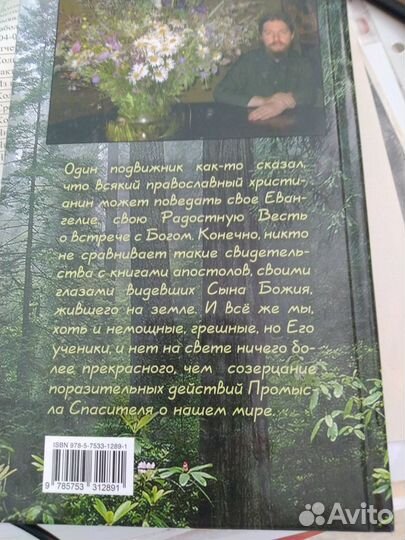 Один подвижник как-то сказал,
что всякий православный христи-
анин может поведать свое Еван-
гелие, свою Радостную Весть
о встрече с Богом. Конечно, никто
не сравнивает такие свидетель-
ства с книгами апостолов, своими
глазами видевших Сына Божия,
жившего на земле. И всё же мы,
хоть и немощные, грешные, но Его
ученики, и нет на свете ничего бо-
лее прекрасного, чем созерцание
поразительных действий Промыс-
ла Спасителя о нашем мире.
ISBN 978-5-7533-1289-1
9 785753 312891
Avito